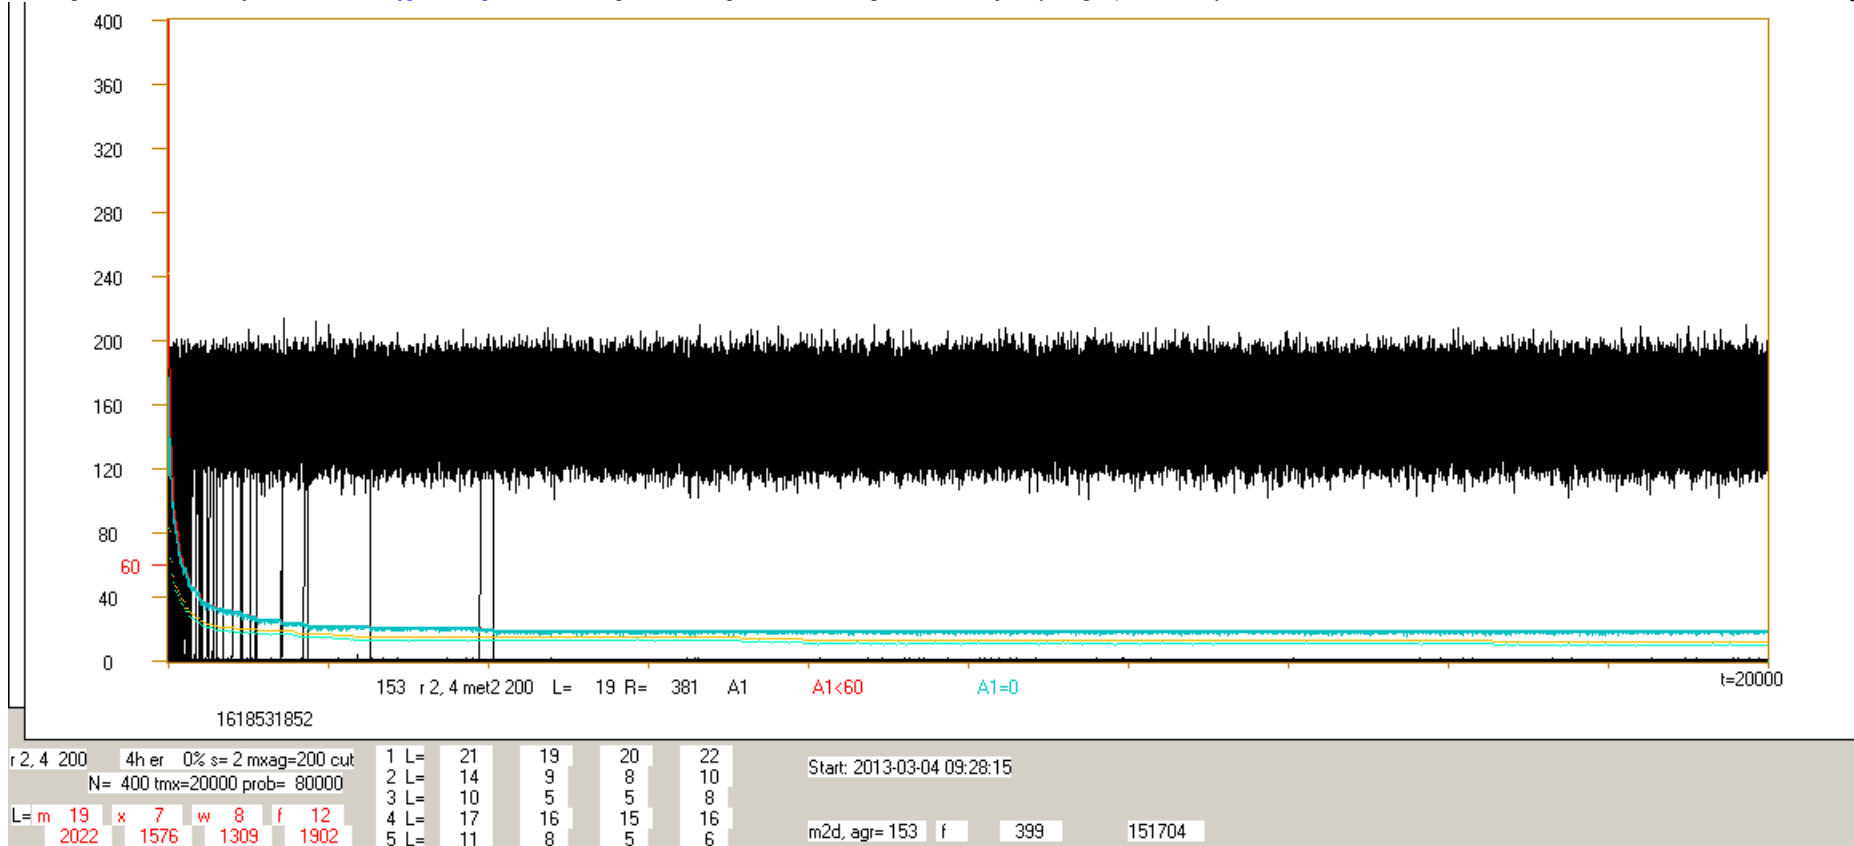 400
360
320
280
240
200
160
120
80
60
40
0
t=20000
153 r 2, 4 met2 200 L= 19 R= 381 A1 A1<60 A1=0
1618531852
r 2, 4 200 4h er 0% s= 2 mxag=200 cut
N= 400 tmx=20000 prob= 80000
L= m 19 x 7 w 8 f 12
2022 1576 1309 1902
1 L= 21 19 20 22
2 L= 14 9 8 10
3 L= 10 5 5 8
4 L= 17 16 15 16
5 L= 11 8 5 6
Start: 2013-03-04 09:28:15
m2d, agr= 153 f 399 151704